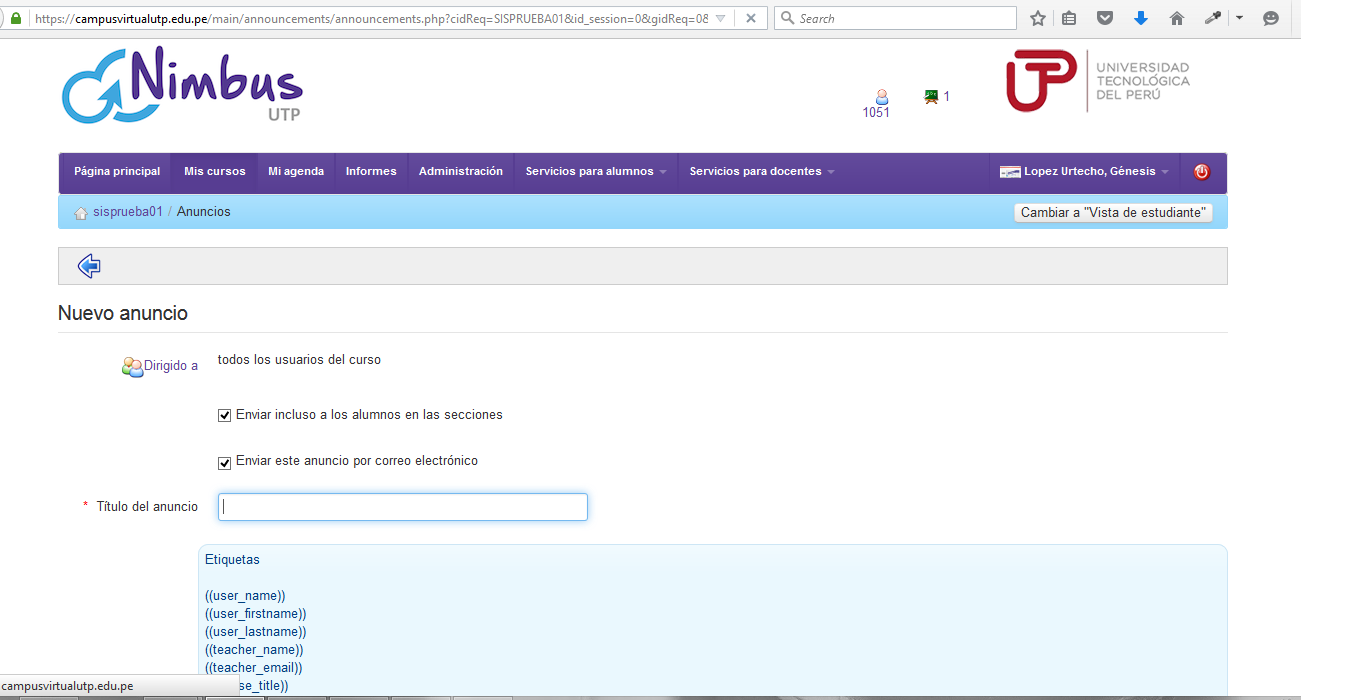 https://campusvirtualutp.edu.pe/main/announcements/announcements.php?cidReq=SISPRUEBA01&id_session=0&gidReq=0&
Search
Nimbus
UTP
1051
1
UTP
UNIVERSIDAD
TECNOLÓGICA
DEL PERÚ
Página principal
Mis cursos
Mi agenda
Informes
Administración
Servicios para alumnos
Servicios para docentes
Lopez Urtecho, Génesis
sisprueba01 / Anuncios
Cambiar a "Vista de estudiante"
Nuevo anuncio
Dirigido a
todos los usuarios del curso
Enviar incluso a los alumnos en las secciones
Enviar este anuncio por correo electrónico
* Título del anuncio
Etiquetas
((user_name))
((user_firstname))
((user_lastname))
((teacher_name))
((teacher_email))
se_title))
campusvirtualutp.edu.pe